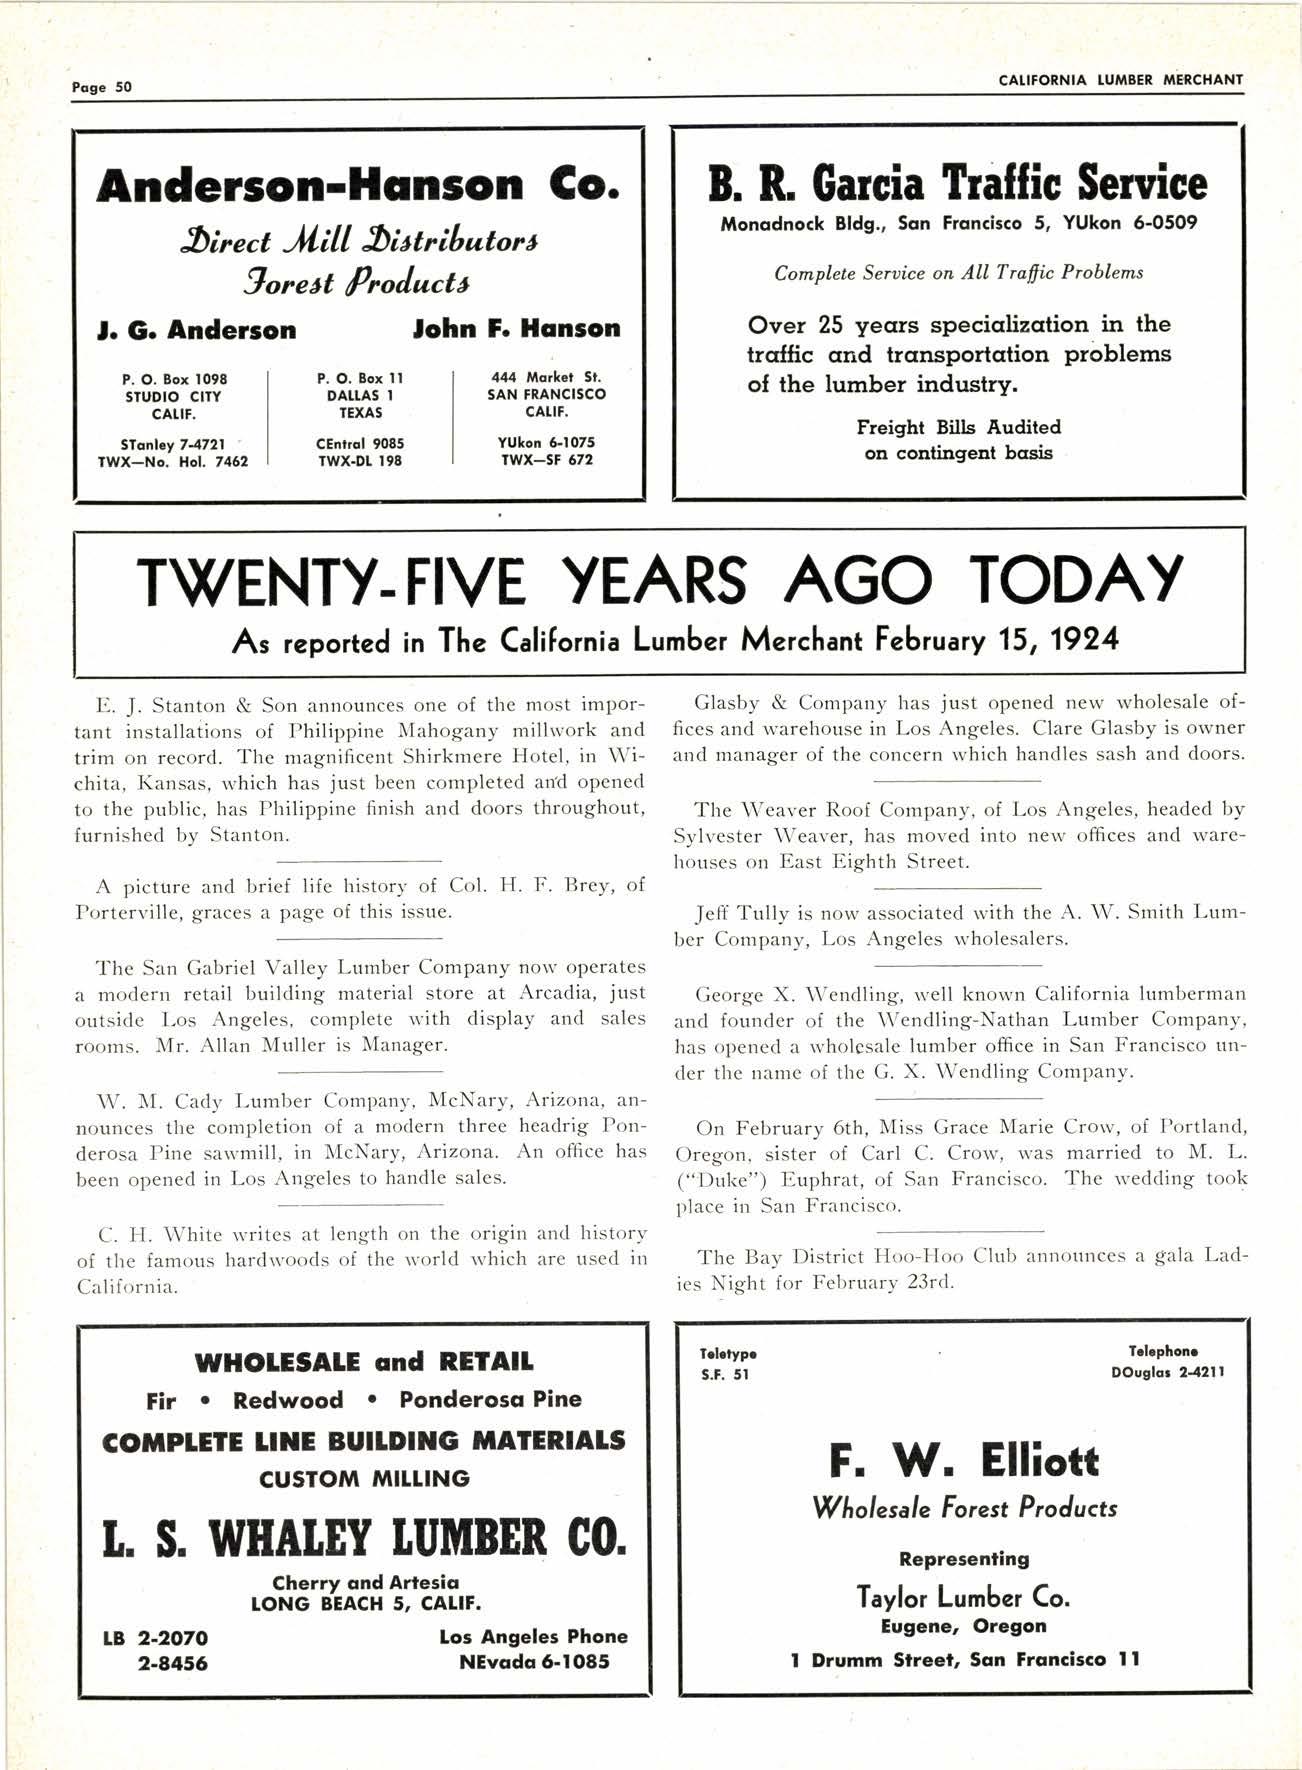 Page 50
CALIFORNIA LUMBER MERCHANT
Anderson-Hanson Co.
Direct Mill Distributors
Forest Products
J. G. Anderson John F. Hanson
P. O. Box 1098
STUDIO CITY
CALIF.
STanley 7-4721
TWX—No. Hol. 7462
P. O. Box 11
DALLAS 1
TEXAS
CEntral 9085
TWX-DL 198
444 Market St.
SAN FRANCISCO
CALIF.
YUkon 6-1075
TWX—SF 672
B. R. Garcia Traffic Service
Monadnock Bldg., San Francisco 5, YUkon 6-0509
Complete Service on All Traffic Problems
Over 25 years specialization in the
traffic and transportation problems
of the lumber industry.
Freight Bills Audited
on contingent basis
TWENTY-FIVE YEARS AGO TODAY
As reported in The California Lumber Merchant February 15, 1924
E. J. Stanton & Son announces one of the most impor-
tant installations of Philippine Mahogany millwork and
trim on record. The magnificent Shirkmere Hotel, in Wi-
chita, Kansas, which has just been completed and opened
to the public, has Philippine finish and doors throughout,
furnished by Stanton.
A picture and brief life history of Col. H. F. Brey, of
Porterville, graces a page of this issue.
The San Gabriel Valley Lumber Company now operates
a modern retail building material store at Arcadia, just
outside Los Angeles, complete with display and sales
rooms. Mr. Allan Muller is Manager.
W. M. Cady Lumber Company, McNary, Arizona, an-
nounces the completion of a modern three headrig Pon-
derosa Pine sawmill, in McNary, Arizona. An office has
been opened in Los Angeles to handle sales.
C. H. White writes at length on the origin and history
of the famous hardwoods of the world which are used in
California.
Glasby & Company has just opened new wholesale of-
fices and warehouse in Los Angeles. Clare Glasby is owner
and manager of the concern which handles sash and doors.
The Weaver Roof Company, of Los Angeles, headed by
Sylvester Weaver, has moved into new offices and ware-
houses on East Eighth Street.
Jeff Tully is now associated with the A. W. Smith Lum-
ber Company, Los Angeles wholesalers.
George X. Wendling, well known California lumberman
and founder of the Wendling-Nathan Lumber Company,
has opened a wholesale lumber office in San Francisco un-
der the name of the G. X. Wendling Company.
On February 6th, Miss Grace Marie Crow, of Portland,
Oregon, sister of Carl C. Crow, was married to M. L.
("Duke") Euphrat, of San Francisco. The wedding took
place in San Francisco.
The Bay District Hoo-Hoo Club announces a gala Lad-
ies Night for February 23rd.
WHOLESALE and RETAIL
Fir • Redwood • Ponderosa Pine
COMPLETE LINE BUILDING MATERIALS
CUSTOM MILLING
L. S. WHALEY LUMBER CO.
Cherry and Artesia
LONG BEACH 5, CALIF.
LB 2-2070 Los Angeles Phone
2-8456 NEvada 6-1085
Teletype Telephone
S.F. 51 DOuglas 2-4211
F. W. Elliott
Wholesale Forest Products
Representing
Taylor Lumber Co.
Eugene, Oregon
1 Drumm Street, San Francisco 11